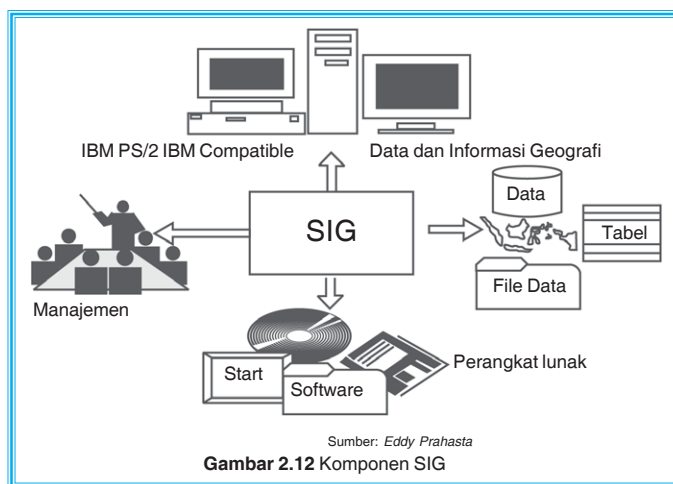 IBM PS/2 IBM Compatible
Data dan Informasi Geografi
SIG
Data
Tabel
File Data
Manajemen
Start
Software
Perangkat lunak
Sumber: Eddy Prahasta
Gambar 2.12 Komponen SIG